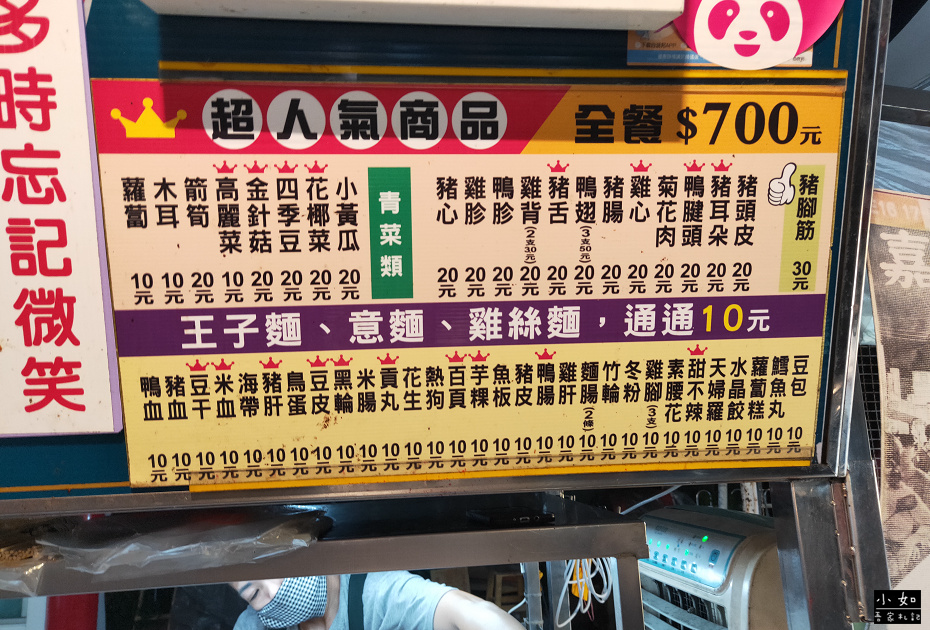 多時忘記微笑
超人氣商品
全餐$700元
豬腳筋 30元
豬頭皮 20元
豬耳朵 20元
鴨腱頭 20元
菊花肉 20元
雞心 20元
豬腸 20元
鴨翅(3支50元) 20元
豬舌 20元
雞背(2支30元) 20元
鴨胗 20元
雞胗 20元
豬心 20元
青菜類
小黃瓜 20元
花椰菜 20元
四季豆 20元
金針菇 20元
高麗菜 10元
箭筍 20元
木耳 10元
蘿蔔 10元
王子麵、意麵、雞絲麵，通通10元
豆包 10元
鱈魚丸 10元
蘿蔔糕 10元
水晶餃 10元
天婦羅 10元
甜不辣 10元
素腰花 10元
雞腳(3支) 10元
冬粉 10元
竹輪 10元
麵腸(2條) 10元
雞肝 10元
鴨腸 10元
豬皮 10元
魚板 10元
芋粿 10元
百頁 10元
熱狗 10元
花生 10元
貢丸 10元
米腸 10元
黑輪 10元
豆皮 10元
鳥蛋 10元
豬肝 10元
海帶 10元
米血 10元
豆干 10元
豬血 10元
鴨血 10元
嘉
小如
吾家札記